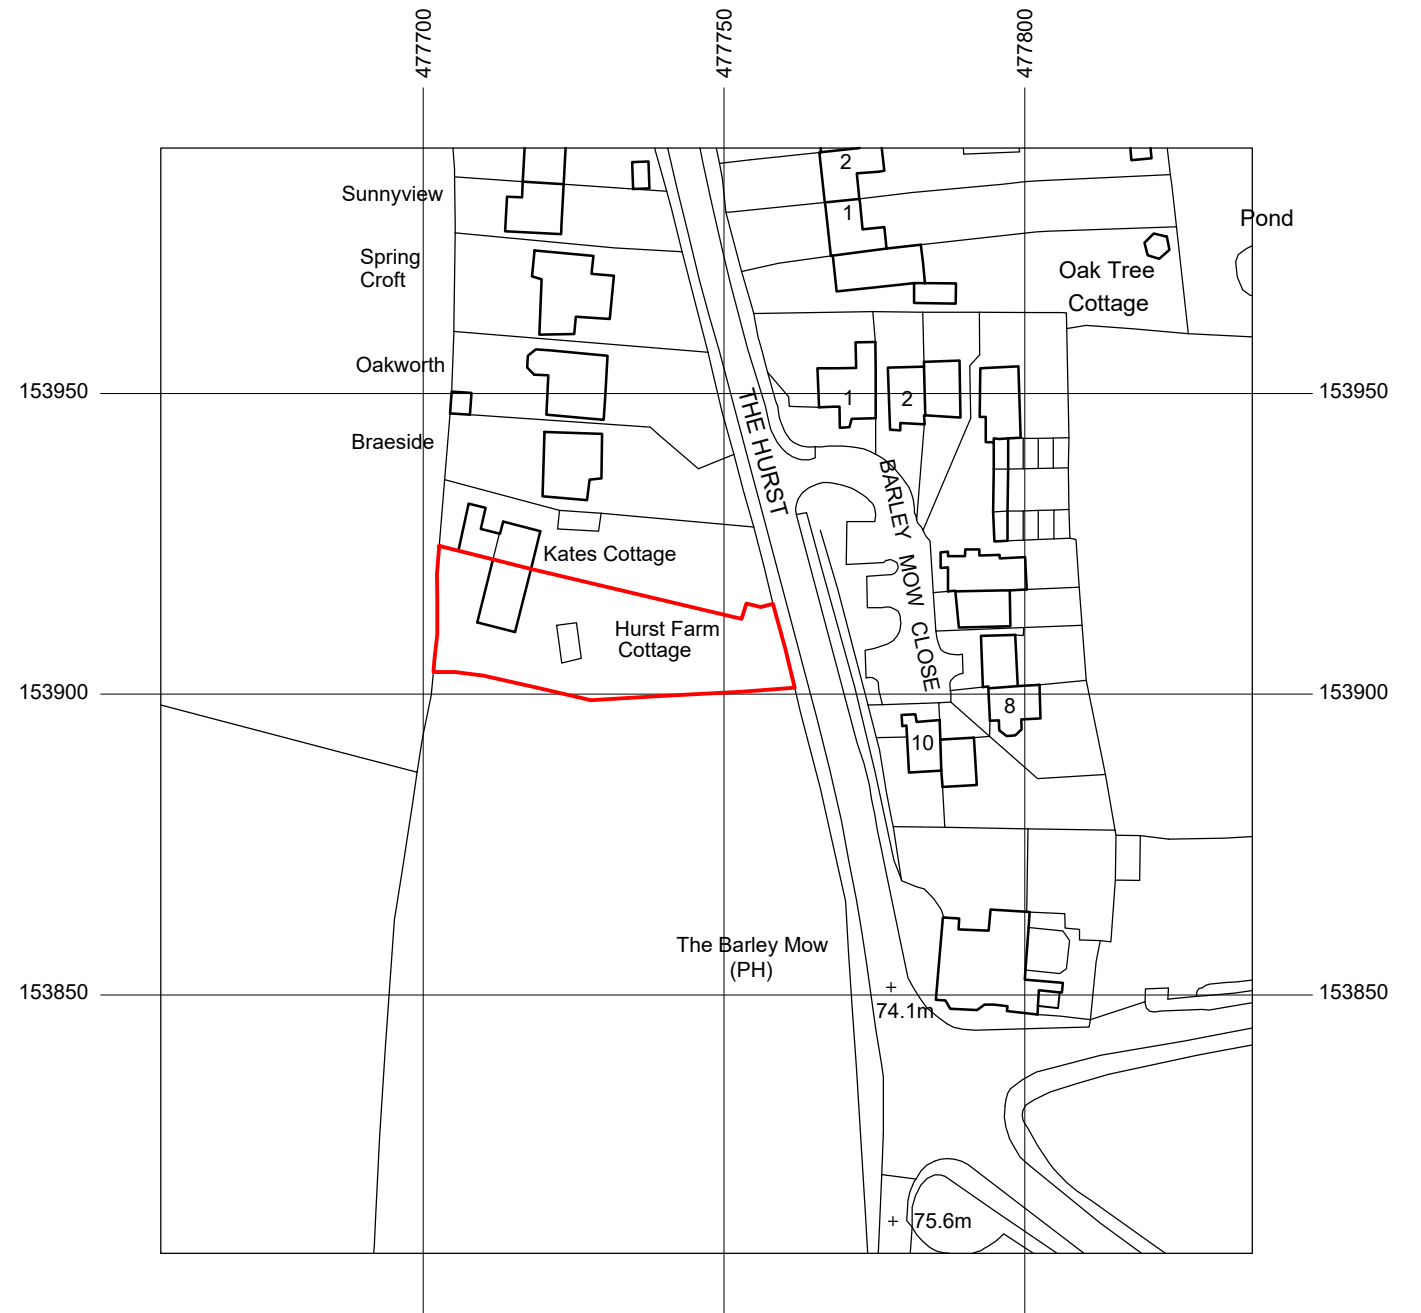 477700
477750
477800
2
Sunnyview
1
Pond
Spring
Croft
Oak Tree
Cottage
Oakworth
153950
1
2
153950
THE HURST
Braeside
BARLEY MOW CLOSE
Kates Cottage
Hurst Farm
Cottage
153900
153900
8
10
The Barley Mow
(PH)
153850
153850
74.1m
75.6m